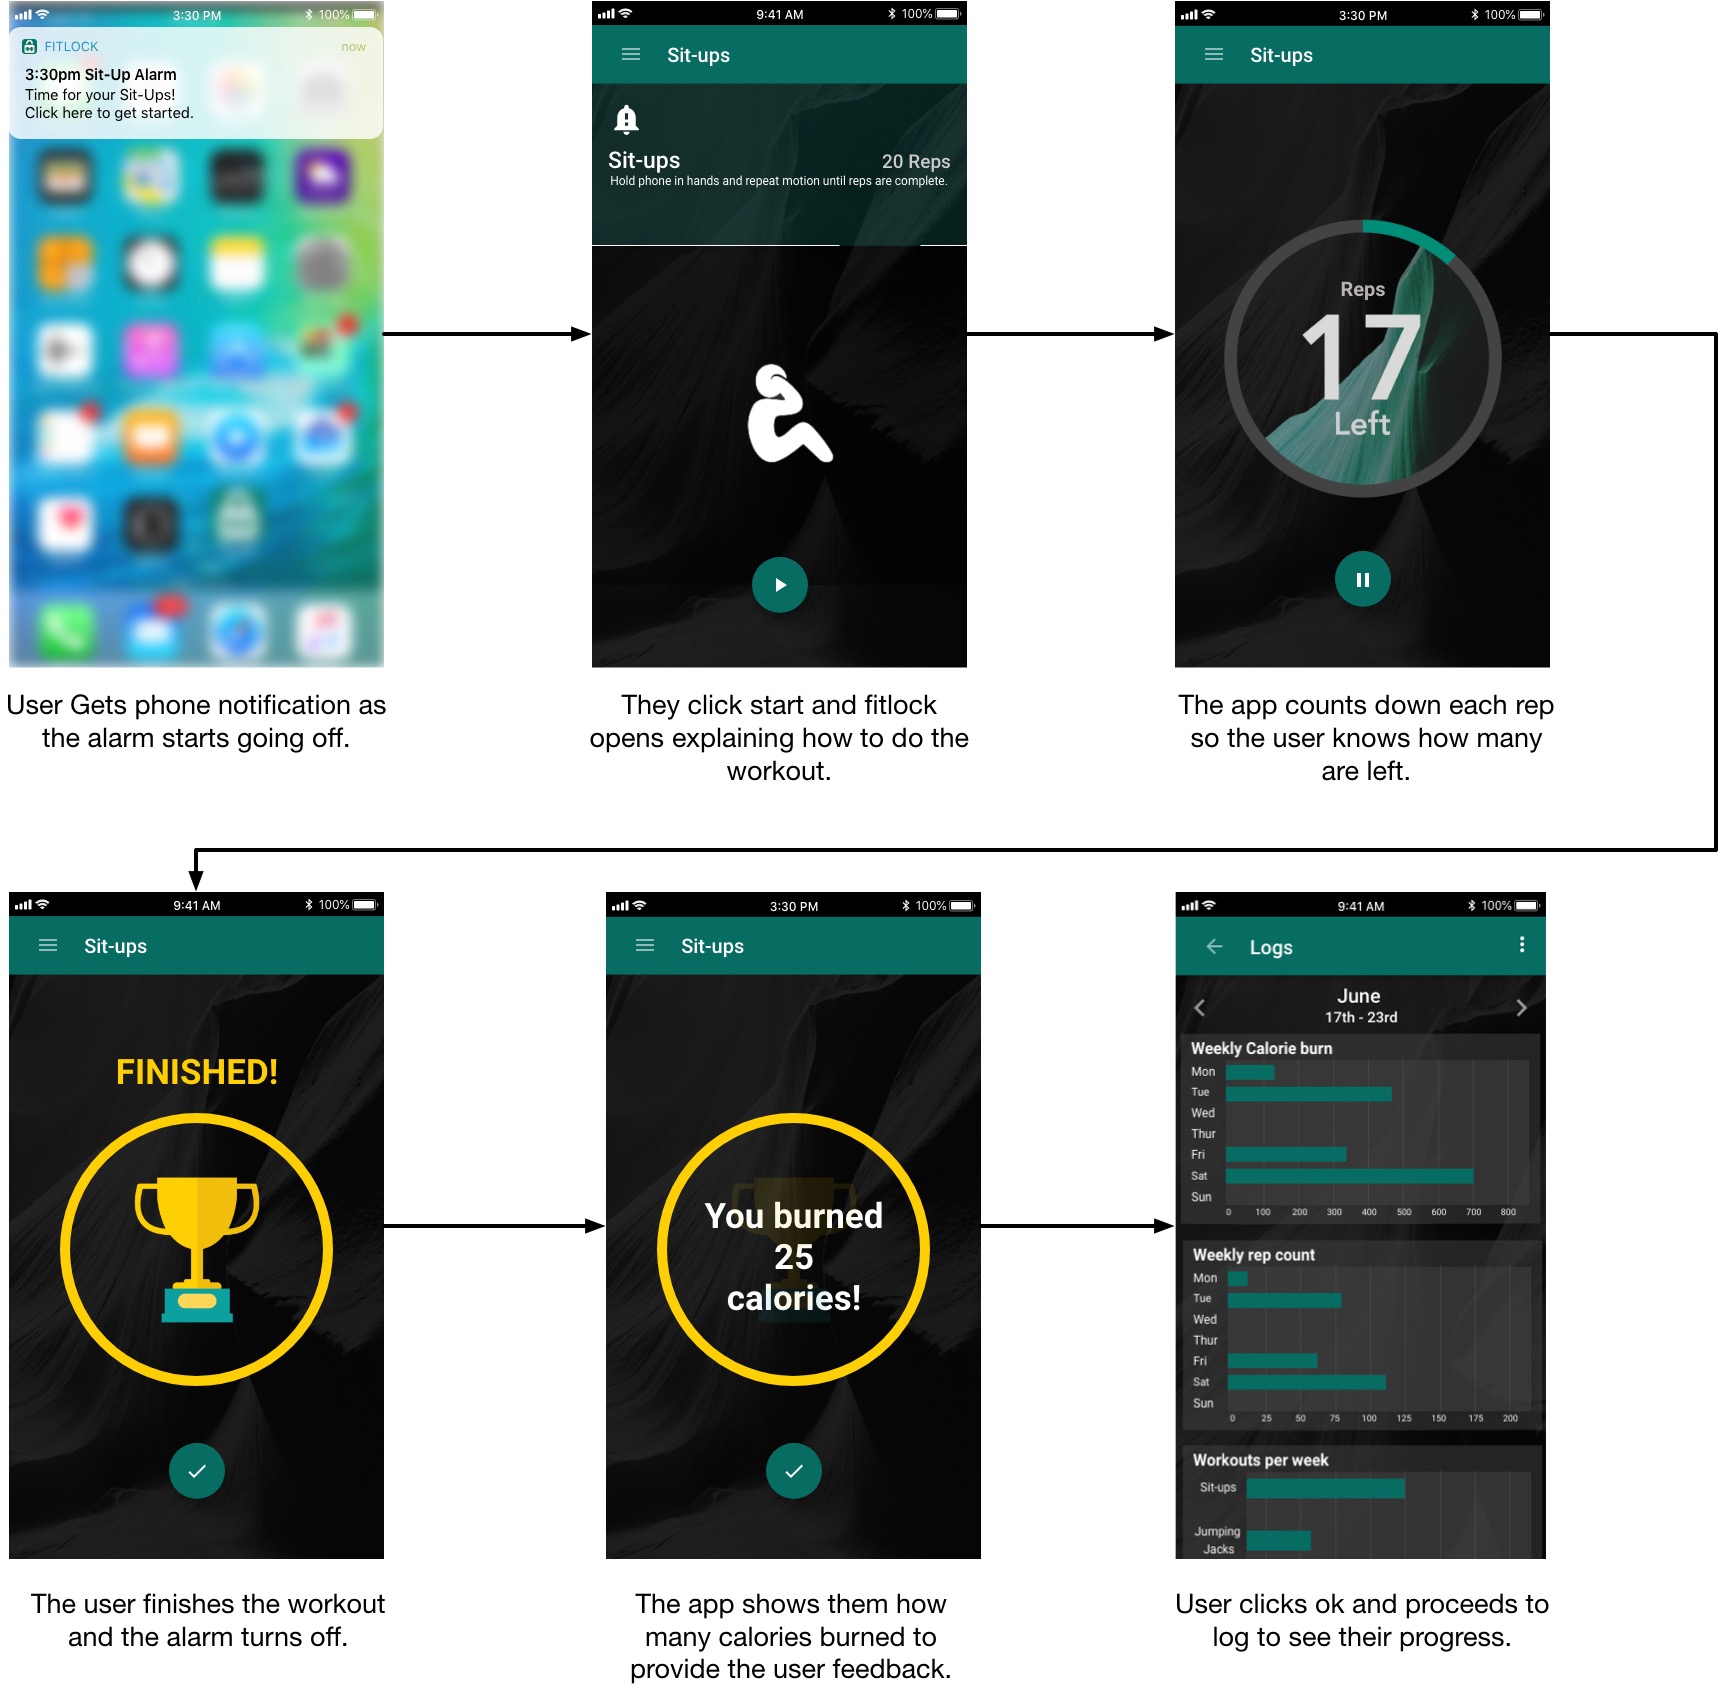 3:30 PM
100%
FITLOCK
now
3:30pm Sit-Up Alarm
Time for your Sit-Ups!
Click here to get started.
User Gets phone notification as
the alarm starts going off.
9:41 AM
100%
Sit-ups
Sit-ups
20 Reps
Hold phone in hands and repeat motion until reps are complete.
They click start and fitlock
opens explaining how to do the
workout.
3:30 PM
100%
Sit-ups
Reps
17
Left
The app counts down each rep
so the user knows how many
are left.
9:41 AM
100%
Sit-ups
FINISHED!
The user finishes the workout
and the alarm turns off.
3:30 PM
100%
Sit-ups
You burned
25
calories!
The app shows them how
many calories burned to
provide the user feedback.
9:41 AM
100%
Logs
June
17th - 23rd
Weekly Calorie burn
Mon
Tue
Wed
Thur
Fri
Sat
Sun
0 100 200 300 400 500 600 700 800
Weekly rep count
Mon
Tue
Wed
Thur
Fri
Sat
Sun
0 25 50 75 100 125 150 175 200
Workouts per week
Sit-ups
Jumping
Jacks
User clicks ok and proceeds to
log to see their progress.